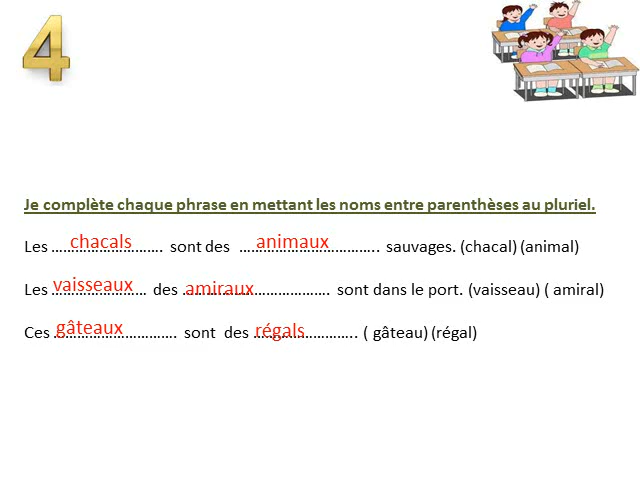 4
Je complète chaque phrase en mettant les noms entre parenthèses au pluriel.
Les ...chacals... sont des ...animaux... sauvages. (chacal) (animal)
Les ...vaisseaux... des ...amiraux... sont dans le port. (vaisseau) ( amiral)
Ces ...gâteaux... sont des ...régals... ( gâteau) (régal)